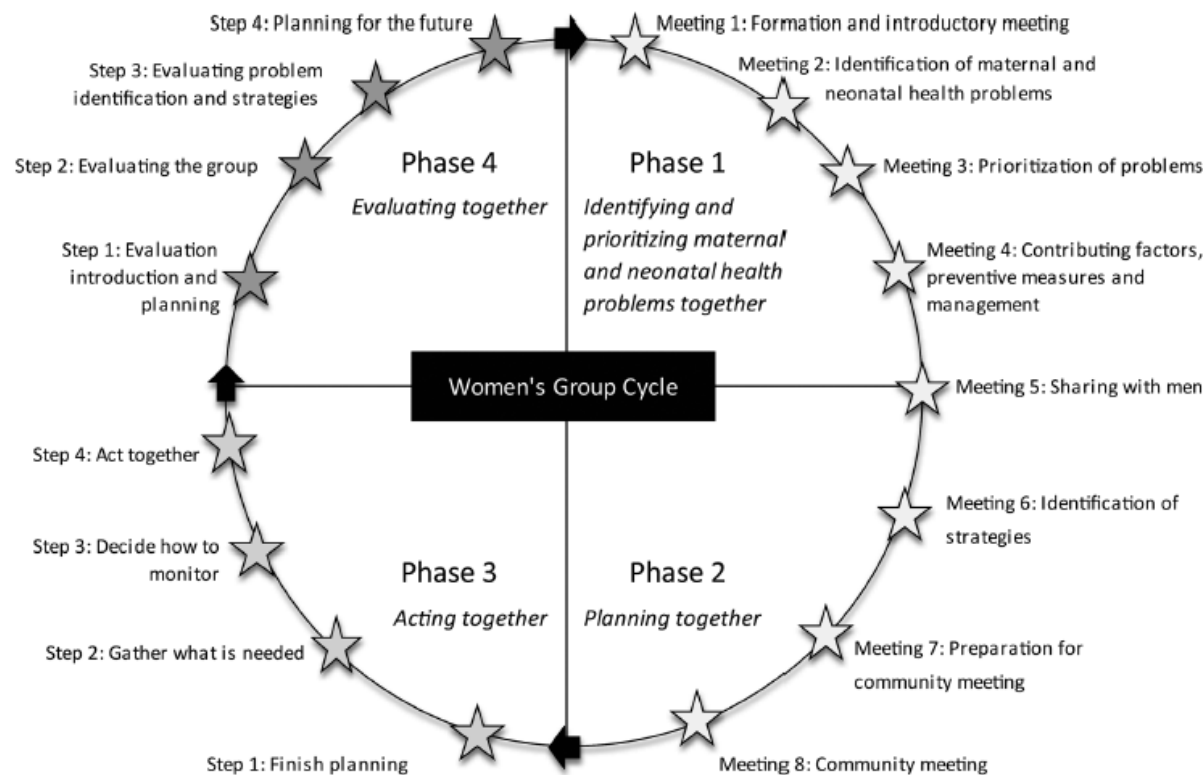 Step 4: Planning for the future
Step 3: Evaluating problem
identification and strategies
Step 2: Evaluating the group
Step 1: Evaluation
introduction and
planning
Meeting 1: Formation and introductory meeting
Meeting 2: Identification of maternal and
neonatal health problems
Meeting 3: Prioritization of problems
Meeting 4: Contributing factors,
preventive measures and
management
Meeting 5: Sharing with men
Phase 4
Evaluating together
Phase 1
Identifying and
prioritizing maternal
and neonatal health
problems together
Women's Group Cycle
Step 4: Act together
Step 3: Decide how to
monitor
Step 2: Gather what is needed
Step 1: Finish planning
Phase 3
Acting together
Phase 2
Planning together
Meeting 6: Identification of
strategies
Meeting 7: Preparation for
community meeting
Meeting 8: Community meeting